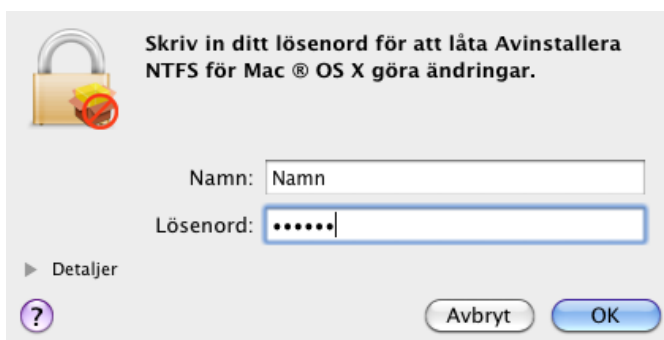 Skriv in ditt lösenord för att låta Avinstallera
NTFS för Mac ® OS X göra ändringar.
Namn: Namn
Lösenord: ••••••
Detaljer
? Avbryt OK